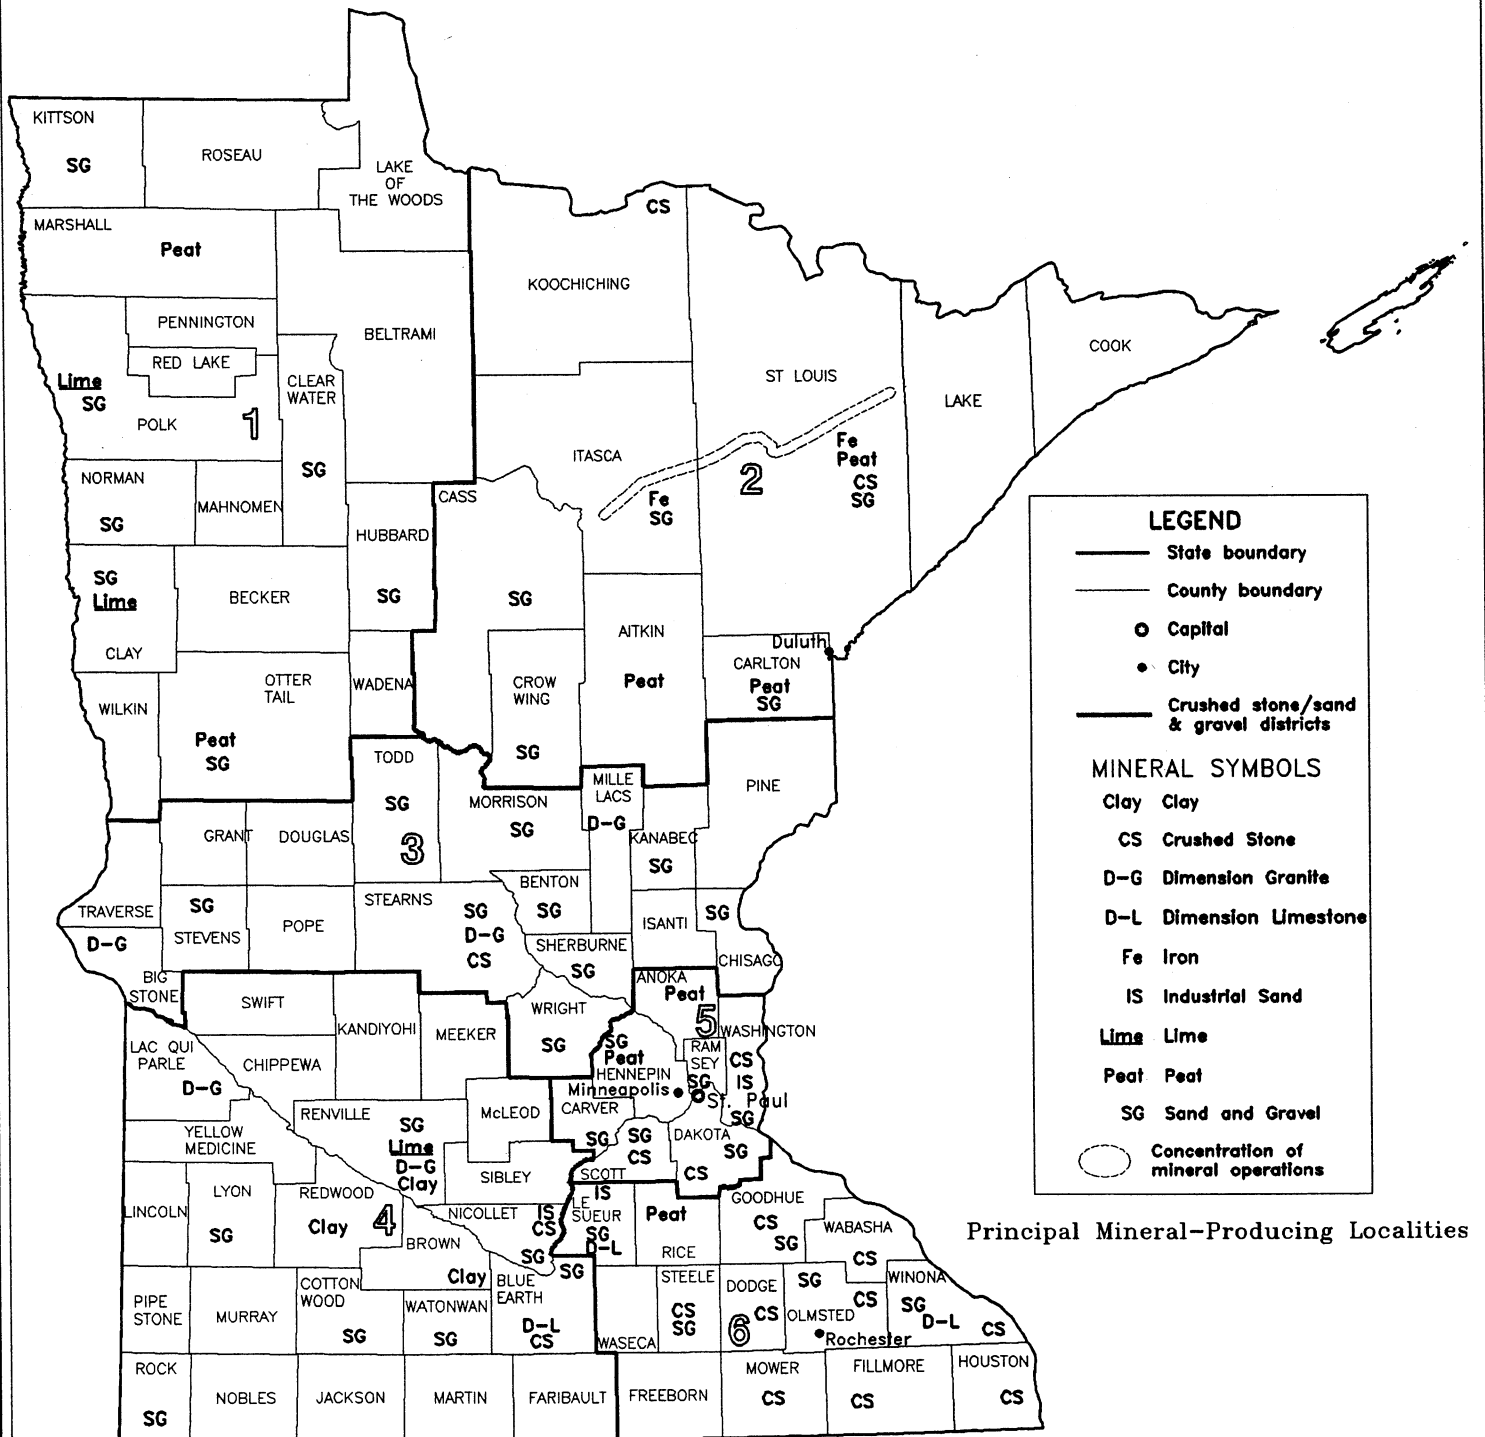 KITTSON
SG
ROSEAU
LAKE
OF
THE WOODS
MARSHALL
Peat
CS
KOOCHICHING
PENNINGTON
BELTRAMI
RED LAKE
COOK
Lime
SG
CLEAR
WATER
ST LOUIS
LAKE
POLK
1
SG
ITASCA
2
Fe
Peat
CS
SG
NORMAN
SG
MAHNOMEN
CASS
Fe
SG
HUBBARD
SG
SG
Lime
CLAY
BECKER
SG
AITKIN
Peat
Duluth
CARLTON
Peat
SG
WILKIN
OTTER
TAIL
Peat
SG
WADENA
CROW
WING
SG
TODD
SG
3
MORRISON
SG
MILLE
LACS
D-G
PINE
GRANT
DOUGLAS
KANABEC
SG
TRAVERSE
SG
STEVENS
POPE
STEARNS
SG
D-G
CS
BENTON
SG
ISANTI
SG
CHISAGO
D-G
BIG
STONE
SHERBURNE
SG
ANOKA
Peat
5
SWIFT
KANDIYOHI
MEEKER
WRIGHT
SG
WASHINGTON
CS
IS
SG
LAC QUI
PARLE
D-G
CHIPPEWA
SG
Peat
HENNEPIN
Minneapolis
RAM
SEY
SG
St. Paul
RENVILLE
SG
Lime
D-G
Clay
McLEOD
CARVER
SG
SG
CS
SCOTT
DAKOTA
SG
CS
YELLOW
MEDICINE
SIBLEY
LINCOLN
LYON
SG
REDWOOD
Clay
4
NICOLLET
IS
CS
SG
IS
LE
SUEUR
SG
D-L
Peat
RICE
GOODHUE
CS
SG
WABASHA
CS
BROWN
Clay
PIPE
STONE
MURRAY
COTTON
WOOD
SG
WATONWAN
SG
BLUE
EARTH
SG
D-L
CS
WASECA
STEELE
CS
SG
DODGE
CS
6
SG
CS
OLMSTED
Rochester
WINONA
SG
D-L
CS
ROCK
SG
NOBLES
JACKSON
MARTIN
FARIBAULT
FREEBORN
MOWER
CS
FILLMORE
CS
HOUSTON
CS
LEGEND
State boundary
County boundary
Capital
City
Crushed stone/sand
& gravel districts
MINERAL SYMBOLS
Clay Clay
CS Crushed Stone
D-G Dimension Granite
D-L Dimension Limestone
Fe Iron
IS Industrial Sand
Lime Lime
Peat Peat
SG Sand and Gravel
Concentration of
mineral operations
Principal Mineral-Producing Localities